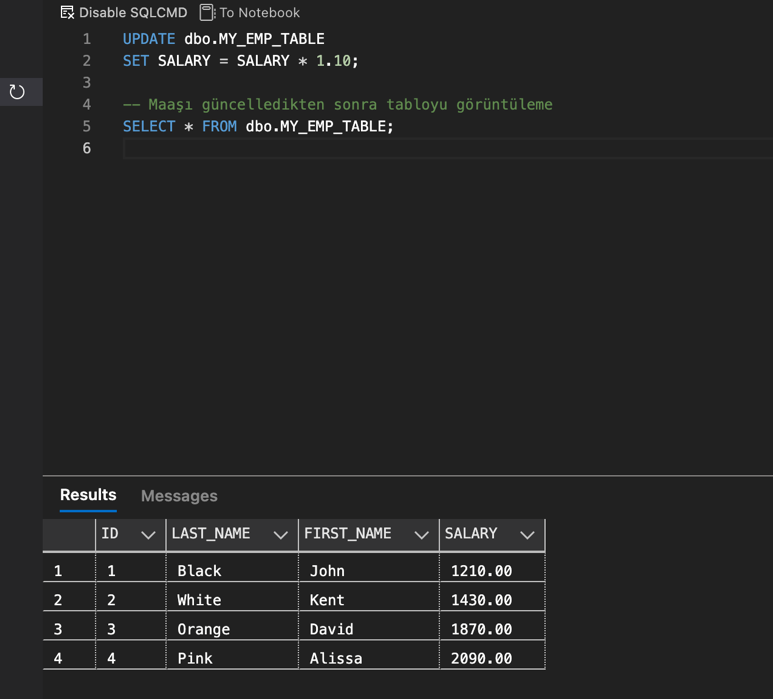 Disable SQLCMD To Notebook
1 UPDATE dbo.MY_EMP_TABLE
2 SET SALARY = SALARY * 1.10;
3
4 -- Maaşı güncelledikten sonra tabloyu görüntüleme
5 SELECT * FROM dbo.MY_EMP_TABLE;
6
Results Messages
ID LAST_NAME FIRST_NAME SALARY
1 1 Black John 1210.00
2 2 White Kent 1430.00
3 3 Orange David 1870.00
4 4 Pink Alissa 2090.00